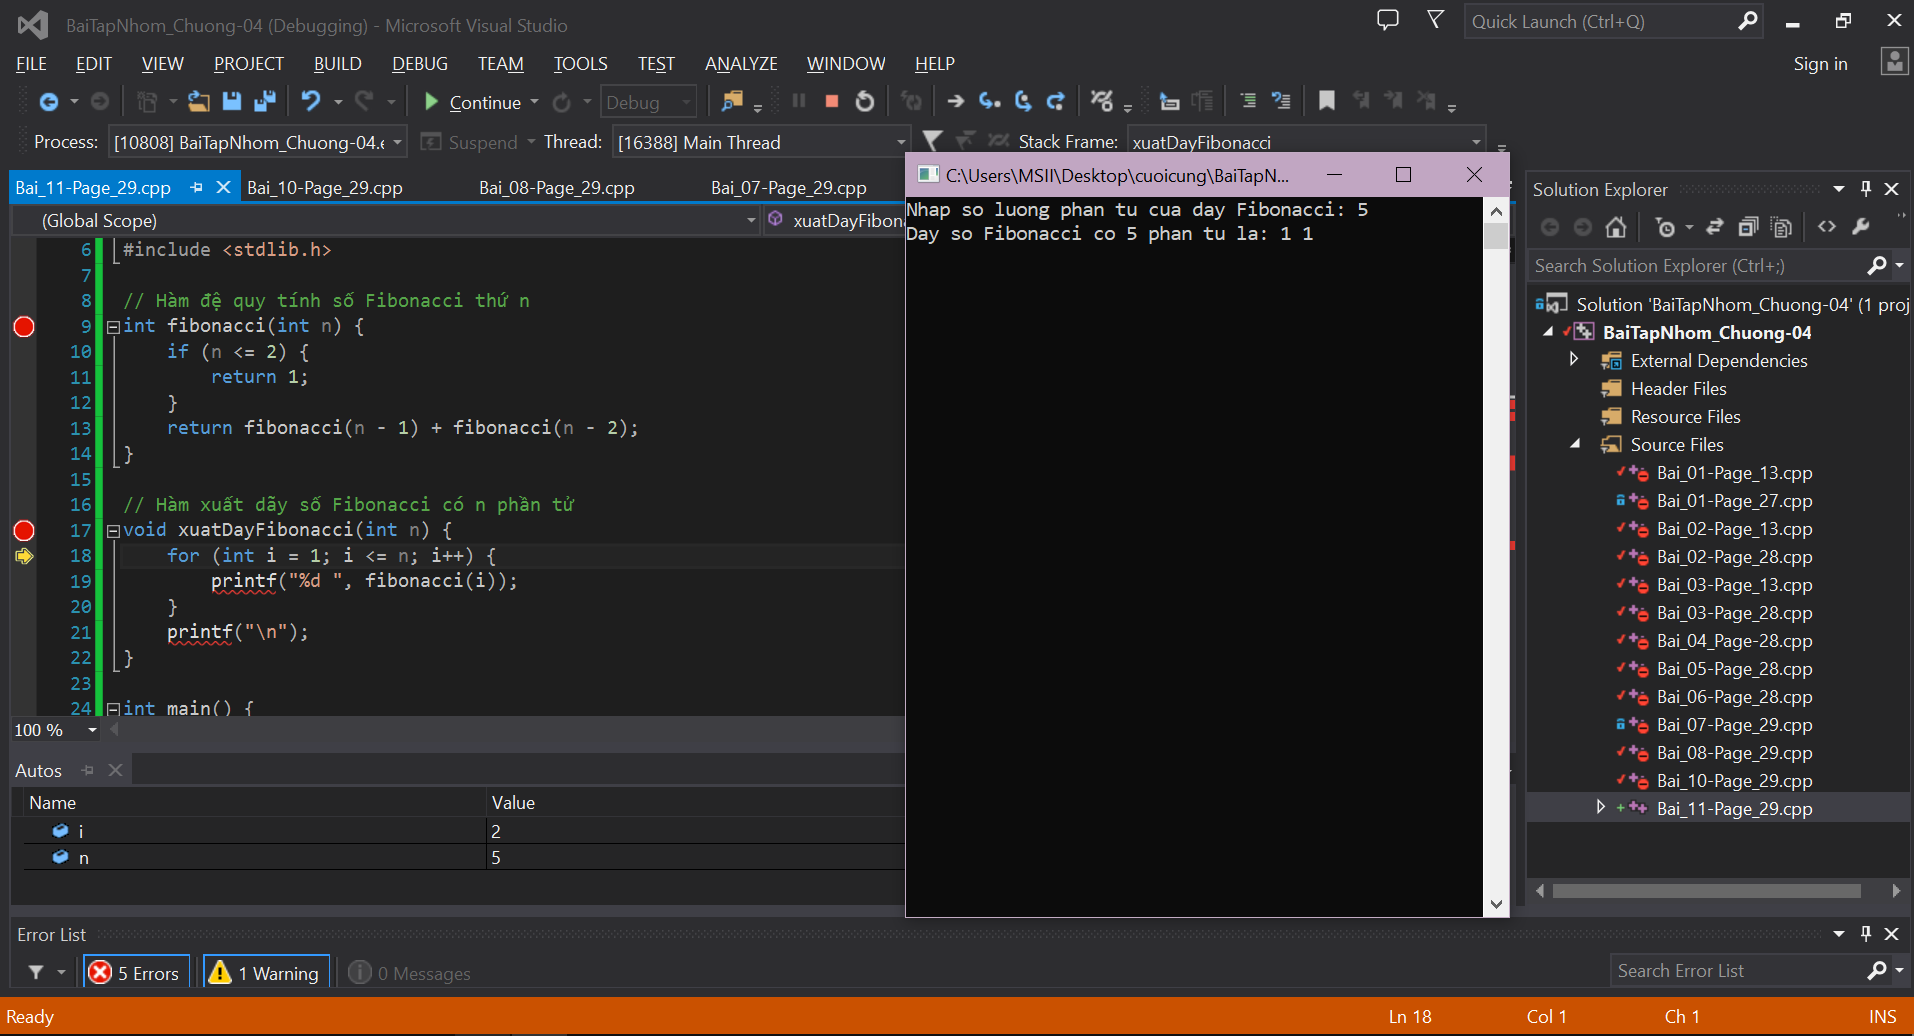 BaiTapNhom_Chuong-04 (Debugging) - Microsoft Visual Studio
Quick Launch (Ctrl+Q)
FILE EDIT VIEW PROJECT BUILD DEBUG TEAM TOOLS TEST ANALYZE WINDOW HELP
Sign in
Continue
Debug
Process: [10808] BaiTapNhom_Chuong-04.e
Suspend
Thread: [16388] Main Thread
Stack Frame: xuatDayFibonacci
Bai_11-Page_29.cpp
Bai_10-Page_29.cpp
Bai_08-Page_29.cpp
Bai_07-Page_29.cpp
(Global Scope)
xuatDayFibona
6 #include <stdlib.h>
7
8 // Hàm đệ quy tính số Fibonacci thứ n
9 int fibonacci(int n) {
10 if (n <= 2) {
11 return 1;
12 }
13 return fibonacci(n - 1) + fibonacci(n - 2);
14 }
15
16 // Hàm xuất dãy số Fibonacci có n phần tử
17 void xuatDayFibonacci(int n) {
18 for (int i = 1; i <= n; i++) {
19 printf("%d ", fibonacci(i));
20 }
21 printf("\n");
22 }
23
24 int main() {
100 %
C:\Users\MSII\Desktop\cuoicung\BaiTapN...
Nhap so luong phan tu cua day Fibonacci: 5
Day so Fibonacci co 5 phan tu la: 1 1
Autos
Name Value
i 2
n 5
Solution Explorer
Search Solution Explorer (Ctrl+;)
Solution 'BaiTapNhom_Chuong-04' (1 proj
BaiTapNhom_Chuong-04
External Dependencies
Header Files
Resource Files
Source Files
Bai_01-Page_13.cpp
Bai_01-Page_27.cpp
Bai_02-Page_13.cpp
Bai_02-Page_28.cpp
Bai_03-Page_13.cpp
Bai_03-Page_28.cpp
Bai_04_Page-28.cpp
Bai_05-Page_28.cpp
Bai_06-Page_28.cpp
Bai_07-Page_29.cpp
Bai_08-Page_29.cpp
Bai_10-Page_29.cpp
Bai_11-Page_29.cpp
Error List
5 Errors
1 Warning
0 Messages
Search Error List
Ready
Ln 18 Col 1 Ch 1 INS